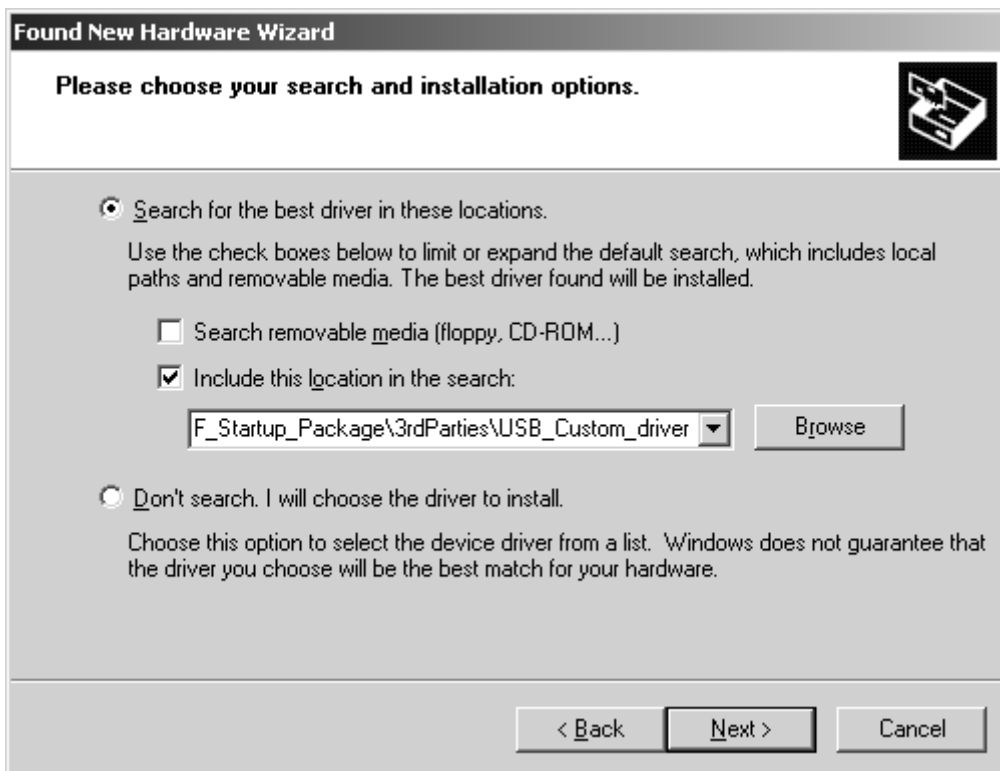 Found New Hardware Wizard
Please choose your search and installation options.
Search for the best driver in these locations.
Use the check boxes below to limit or expand the default search, which includes local
paths and removable media. The best driver found will be installed.
Search removable media (floppy, CD-ROM...)
Include this location in the search:
F_Startup_Package\3rdParties\USB_Custom_driver
Browse
Don't search. I will choose the driver to install.
Choose this option to select the device driver from a list. Windows does not guarantee that
the driver you choose will be the best match for your hardware.
< Back Next > Cancel